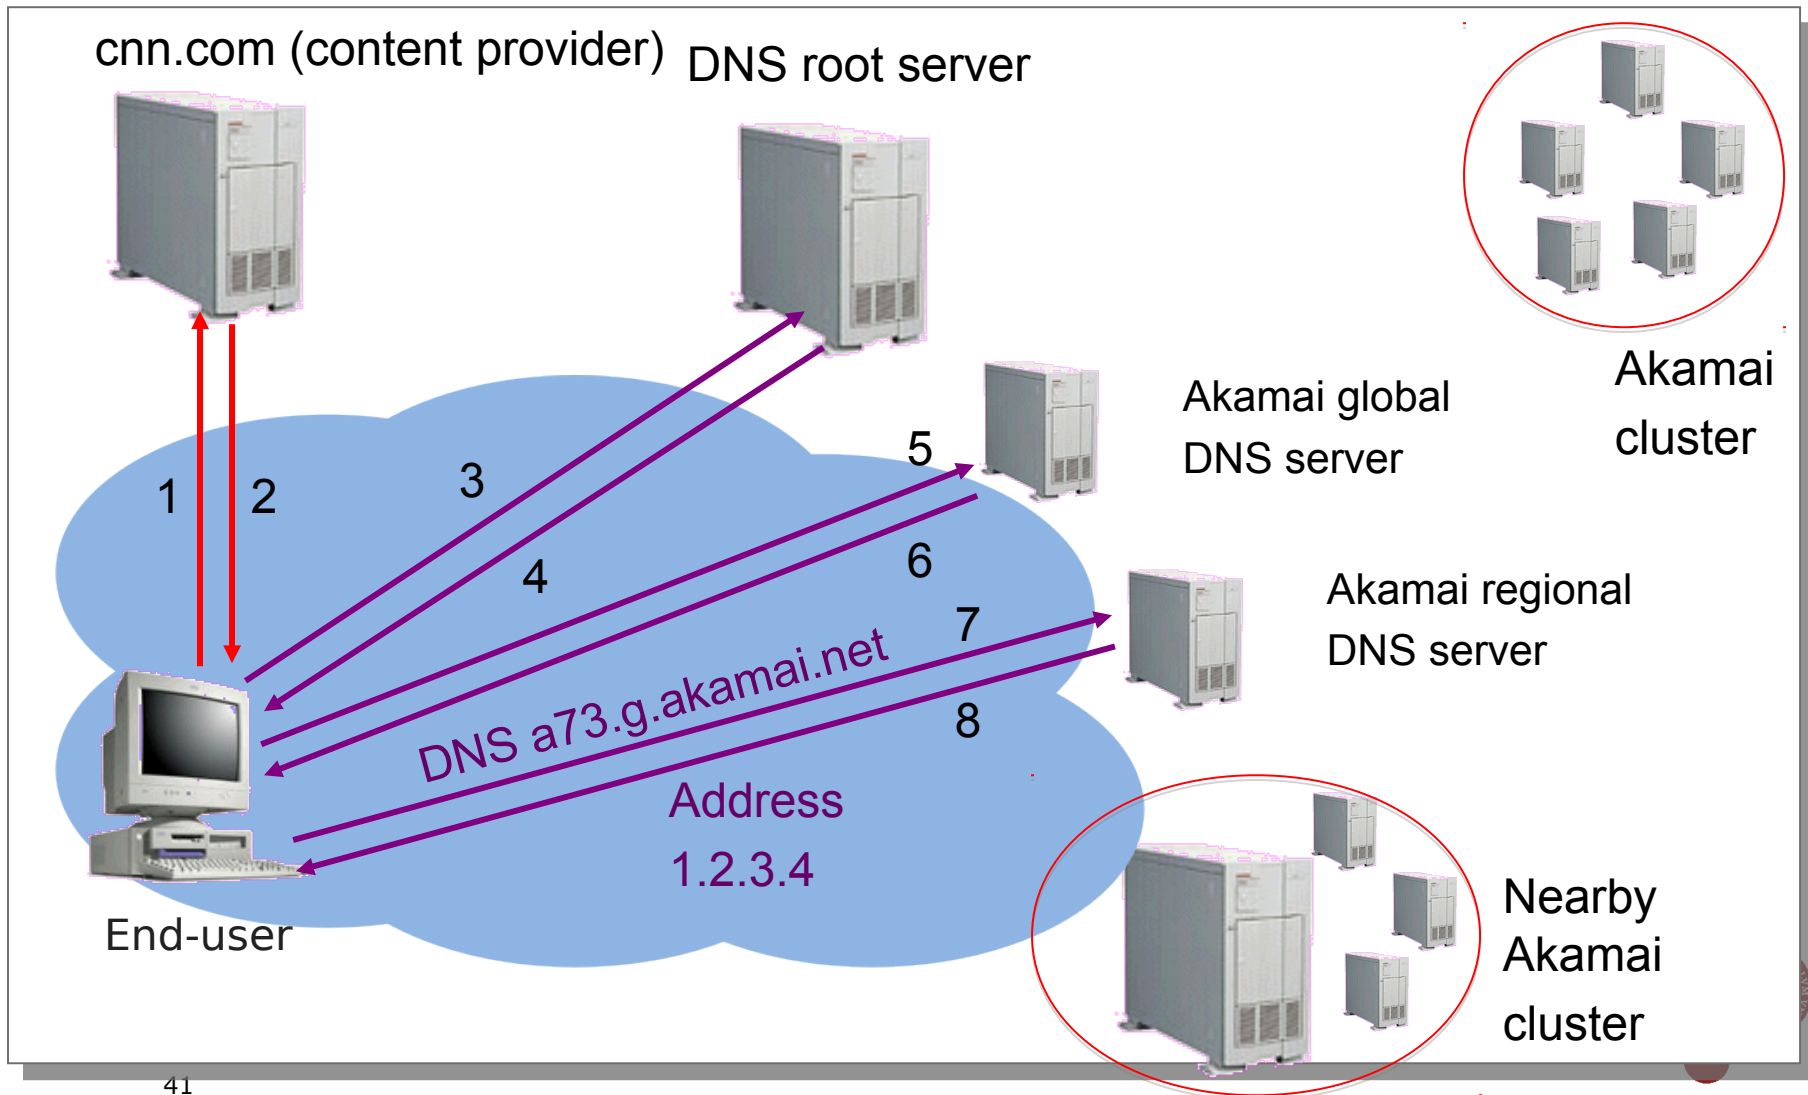 cnn.com (content provider)
DNS root server
Akamai
cluster
Akamai global
DNS server
1
2
3
4
5
6
Akamai regional
DNS server
7
DNS a73.g.akamai.net
8
Address
1.2.3.4
Nearby
Akamai
cluster
End-user
41